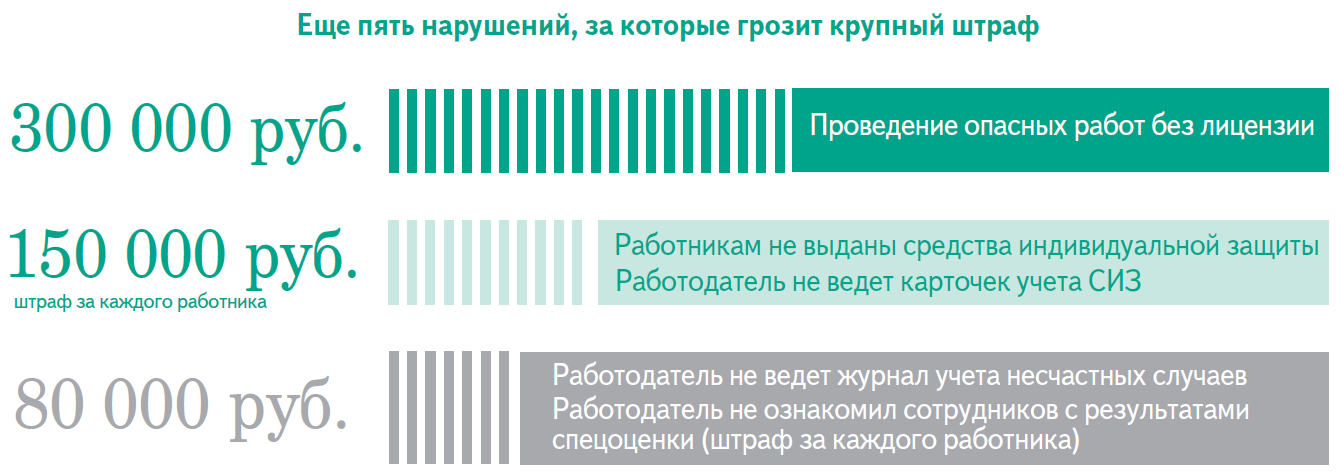 Еще пять нарушений, за которые грозит крупный штраф
300 000 руб.
Проведение опасных работ без лицензии
150 000 руб.
штраф за каждого работника
Работникам не выданы средства индивидуальной защиты
Работодатель не ведет карточек учета СИЗ
80 000 руб.
Работодатель не ведет журнал учета несчастных случаев
Работодатель не ознакомил сотрудников с результатами
спецоценки (штраф за каждого работника)